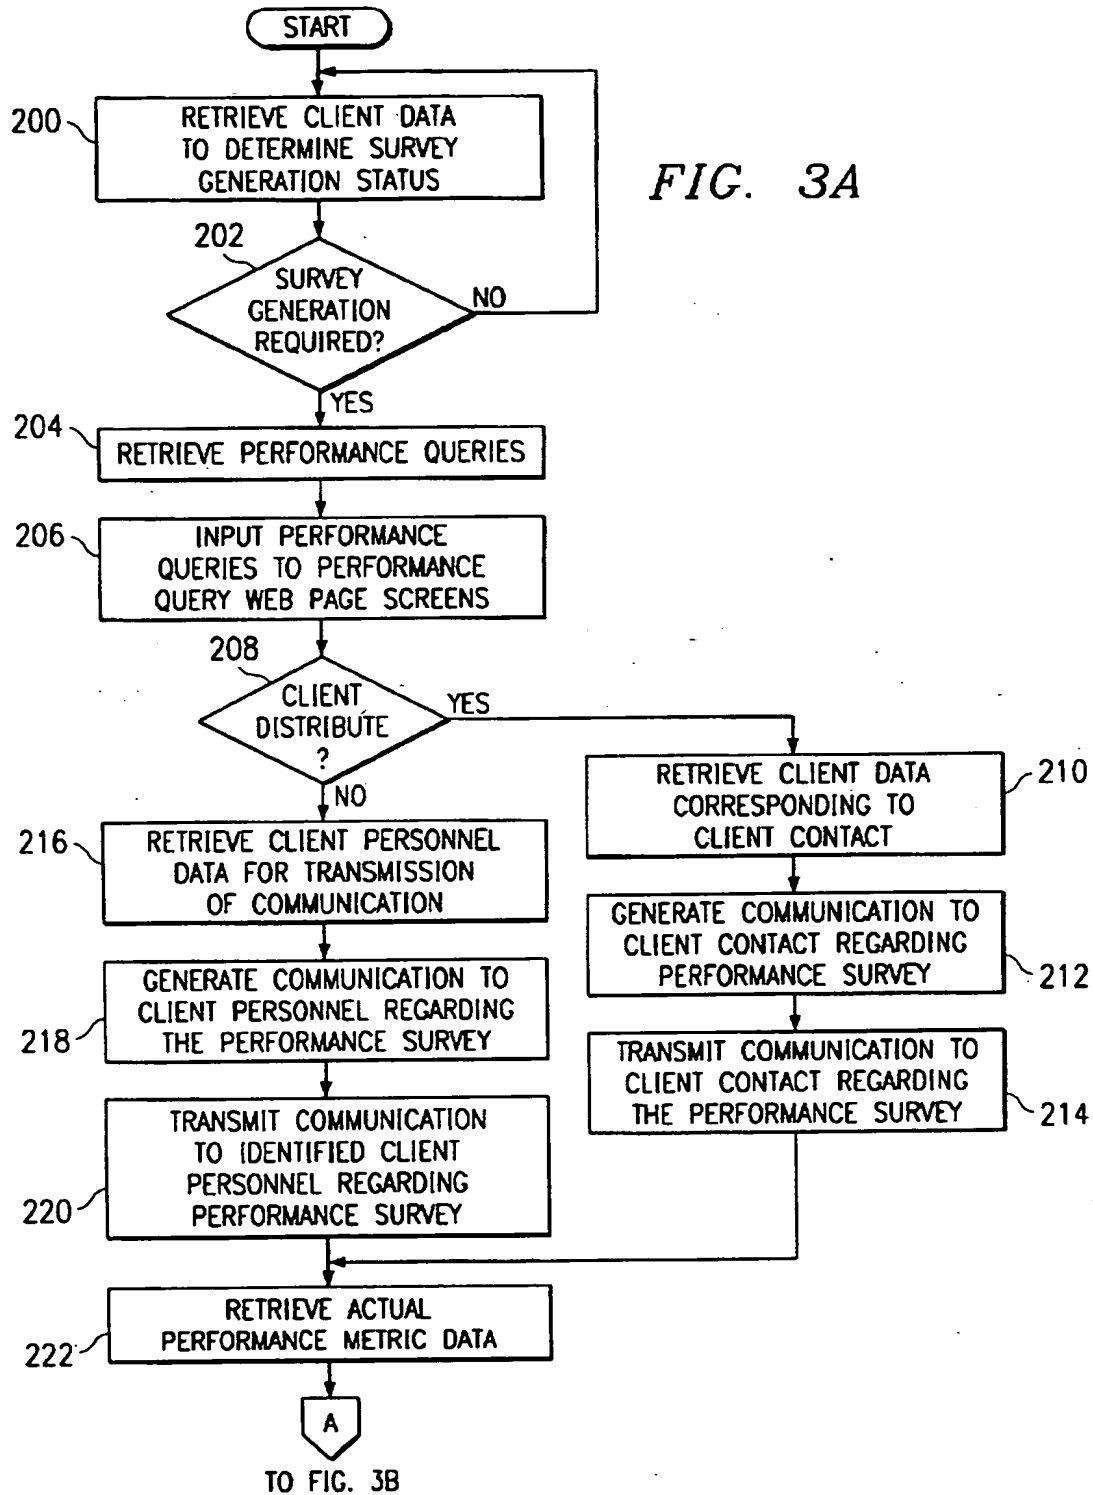 START
200
RETRIEVE CLIENT DATA
TO DETERMINE SURVEY
GENERATION STATUS
FIG. 3A
202
SURVEY
GENERATION
REQUIRED?
NO
YES
204
RETRIEVE PERFORMANCE QUERIES
206
INPUT PERFORMANCE
QUERIES TO PERFORMANCE
QUERY WEB PAGE SCREENS
208
CLIENT
DISTRIBUTE
?
YES
NO
210
RETRIEVE CLIENT DATA
CORRESPONDING TO
CLIENT CONTACT
212
GENERATE COMMUNICATION TO
CLIENT CONTACT REGARDING
PERFORMANCE SURVEY
214
TRANSMIT COMMUNICATION TO
CLIENT CONTACT REGARDING
THE PERFORMANCE SURVEY
216
RETRIEVE CLIENT PERSONNEL
DATA FOR TRANSMISSION
OF COMMUNICATION
218
GENERATE COMMUNICATION TO
CLIENT PERSONNEL REGARDING
THE PERFORMANCE SURVEY
220
TRANSMIT COMMUNICATION
TO IDENTIFIED CLIENT
PERSONNEL REGARDING
PERFORMANCE SURVEY
222
RETRIEVE ACTUAL
PERFORMANCE METRIC DATA
A
TO FIG. 3B